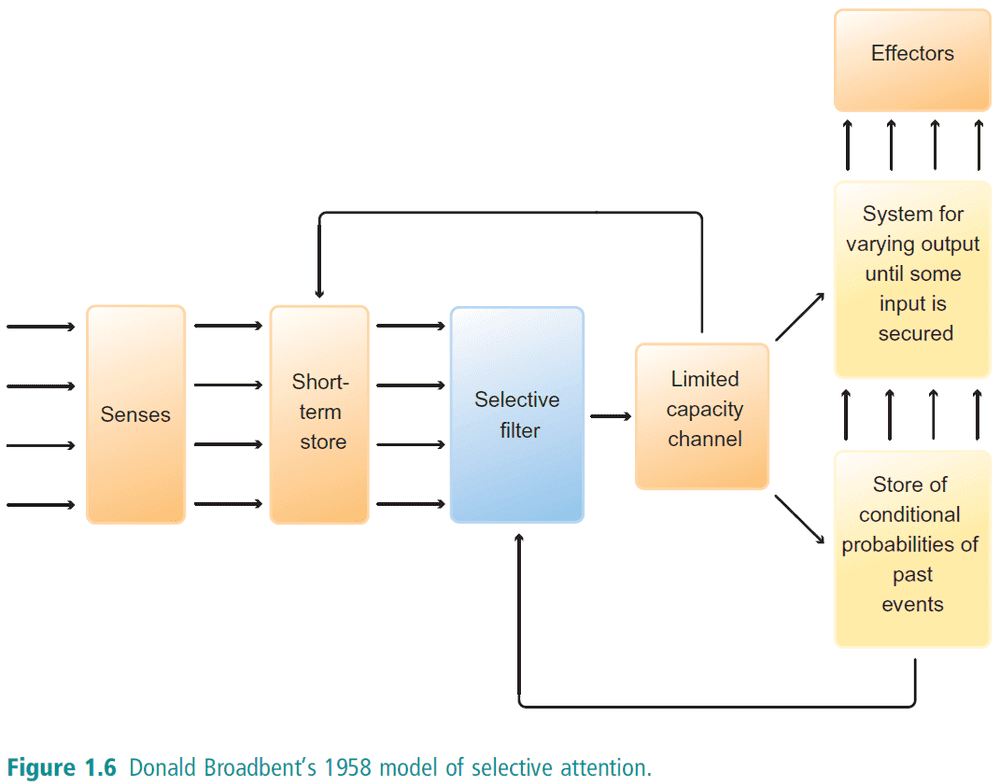 Effectors
System for
varying output
until some
input is
secured
Senses
Short-
term
store
Selective
filter
Limited
capacity
channel
Store of
conditional
probabilities of
past
events
Figure 1.6 Donald Broadbent's 1958 model of selective attention.